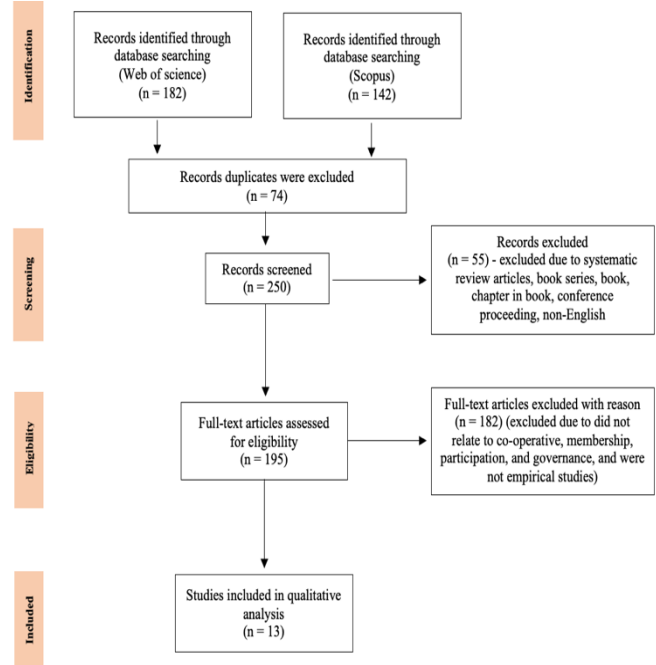 Identification
Records identified through
database searching
(Web of science)
(n = 182)
Records identified through
database searching
(Scopus)
(n = 142)
Records duplicates were excluded
(n = 74)
Screening
Records screened
(n = 250)
Records excluded
(n = 55) - excluded due to systematic
review articles, book series, book,
chapter in book, conference
proceeding, non-English
Eligibility
Full-text articles assessed
for eligibility
(n = 195)
Full-text articles excluded with reason
(n = 182) (excluded due to did not
relate to co-operative, membership,
participation, and governance, and were
not empirical studies)
Included
Studies included in qualitative
analysis
(n = 13)